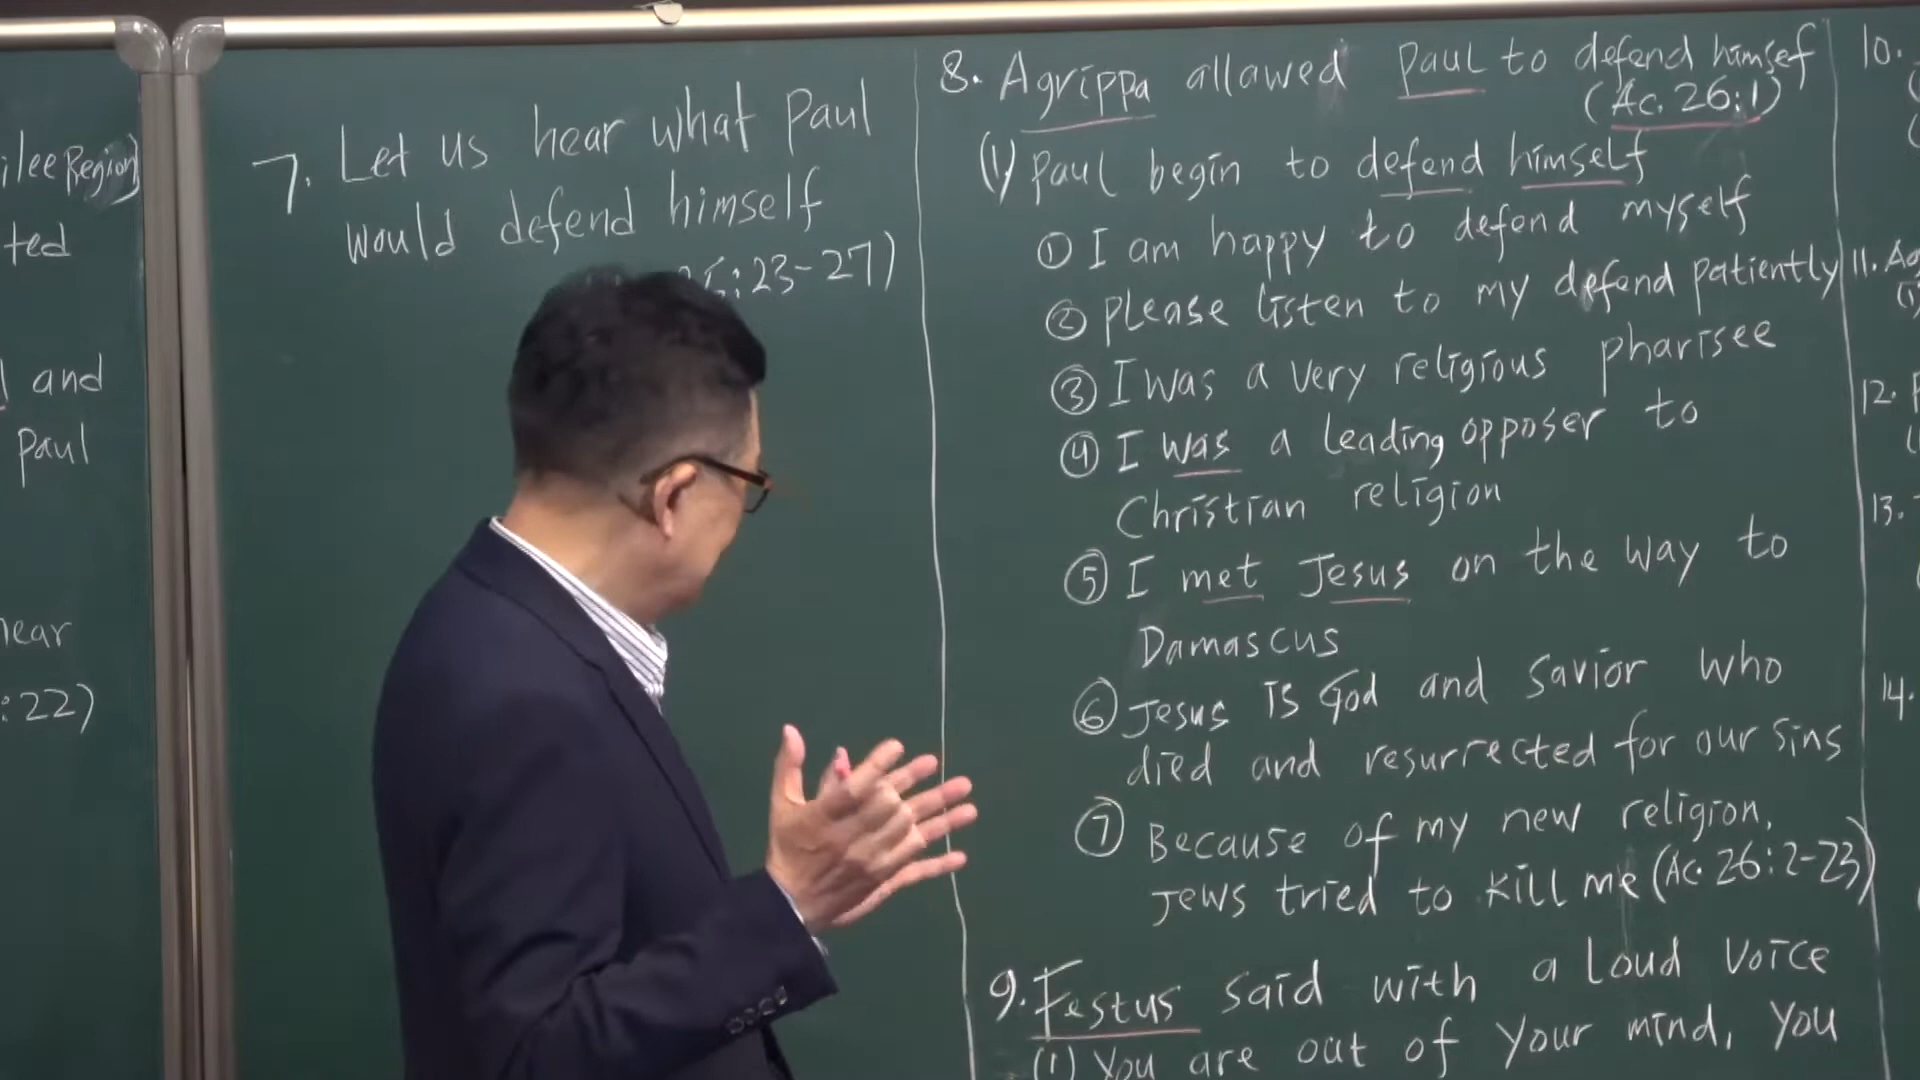 ilee Region)
ted
and
Paul
:22)
7. Let us hear what Paul
would defend himself
:23-27)
8. Agrippa allawed Paul to defend himsef
(Ac. 26:1)
(1) Paul begin to defend himself
① I am happy to defend myself
② Please listen to my defend patiently
③ I was a very religious pharisee
④ I was a leading opposer to
Christian religion
⑤ I met Jesus on the way to
Damascus
⑥ Jesus is God and Savior who
died and resurrected for our sins
⑦ Because of my new religion,
Jews tried to kill me (Ac. 26:2-23)
9. Festus said with a loud voice
(1) You are out of your mind, you
10.
11. Ag
12.
13.
14.